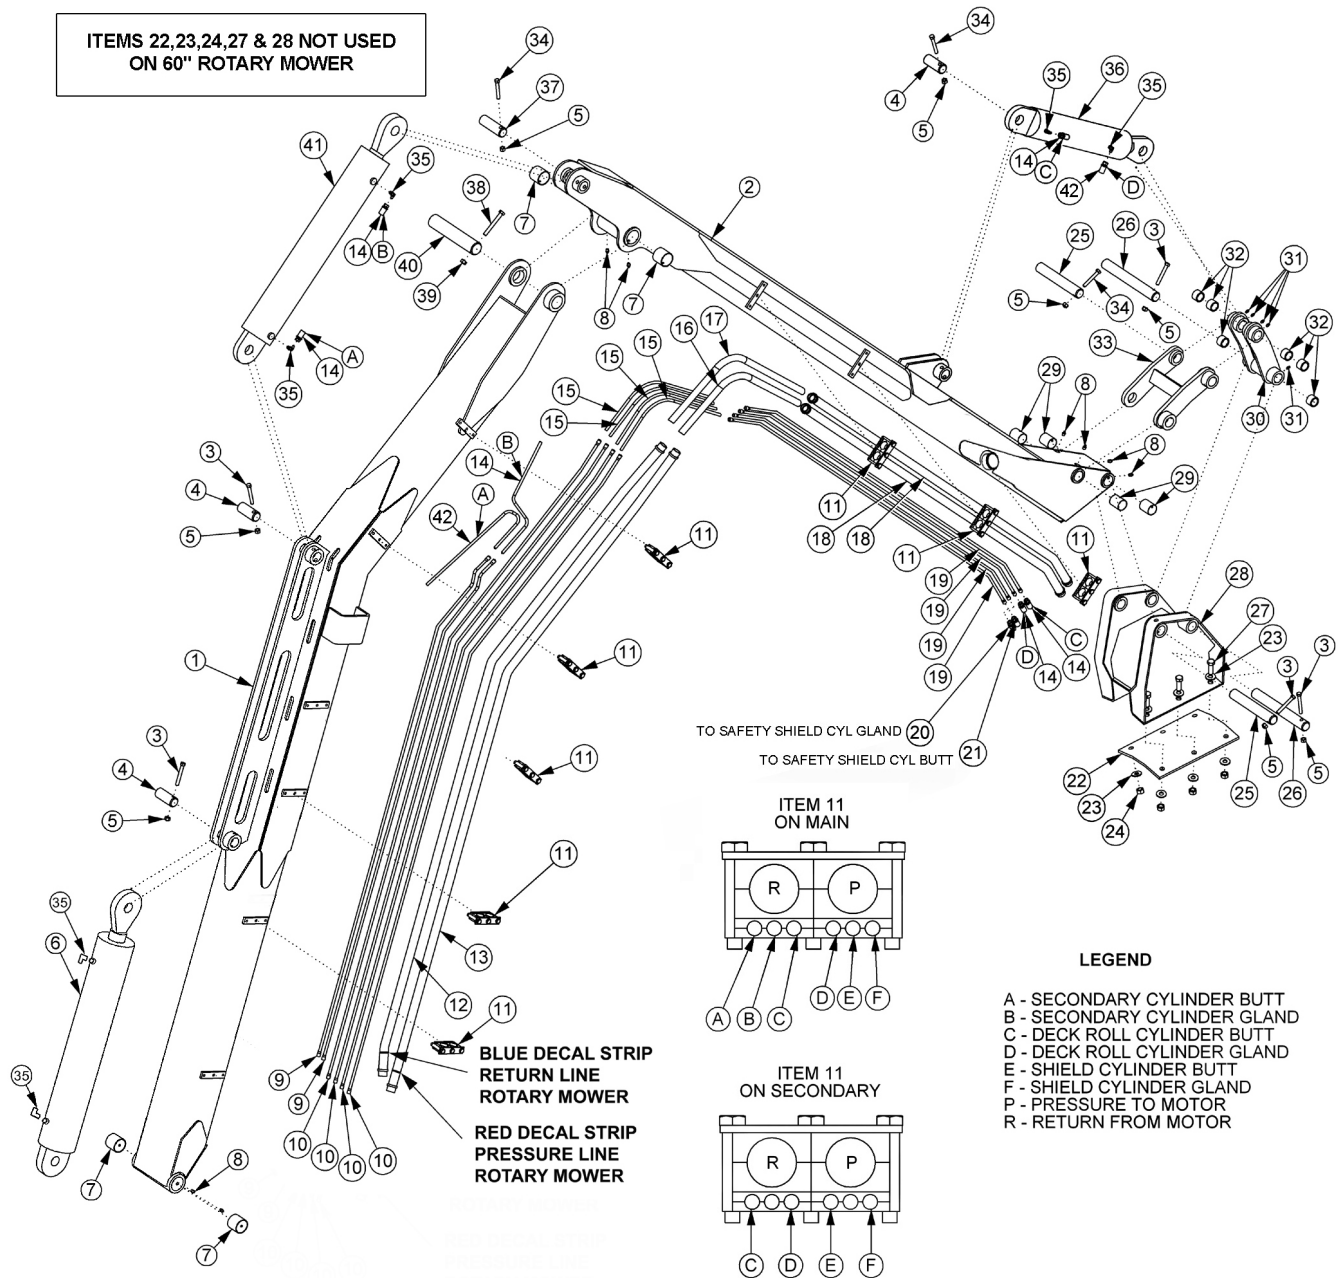 ITEMS 22,23,24,27 & 28 NOT USED
ON 60" ROTARY MOWER
34
37
5
41
35
7
38
14 B
40
39
A
14
35
8
7
2
34
4
5
35
36
35
14
C
42
D
25
26
3
32
31
5
34
5
33
32
29
8
30
31
8
29
17
16
15
15
15
15
B
14
A
42
3
4
5
1
3
4
5
35
6
35
7
8
7
11
11
11
11
13
12
11
9
9
10
10
10
10
11
18
18
11
19
19
19
19
11
C
D
14
14
28
27
23
3
3
22
23
24
25
5
26
5
TO SAFETY SHIELD CYL GLAND 20
TO SAFETY SHIELD CYL BUTT 21
BLUE DECAL STRIP
RETURN LINE
ROTARY MOWER
RED DECAL STRIP
PRESSURE LINE
ROTARY MOWER
ITEM 11
ON MAIN
R P
A B C D E F
ITEM 11
ON SECONDARY
R P
C D E F
LEGEND
A - SECONDARY CYLINDER BUTT
B - SECONDARY CYLINDER GLAND
C - DECK ROLL CYLINDER BUTT
D - DECK ROLL CYLINDER GLAND
E - SHIELD CYLINDER BUTT
F - SHIELD CYLINDER GLAND
P - PRESSURE TO MOTOR
R - RETURN FROM MOTOR